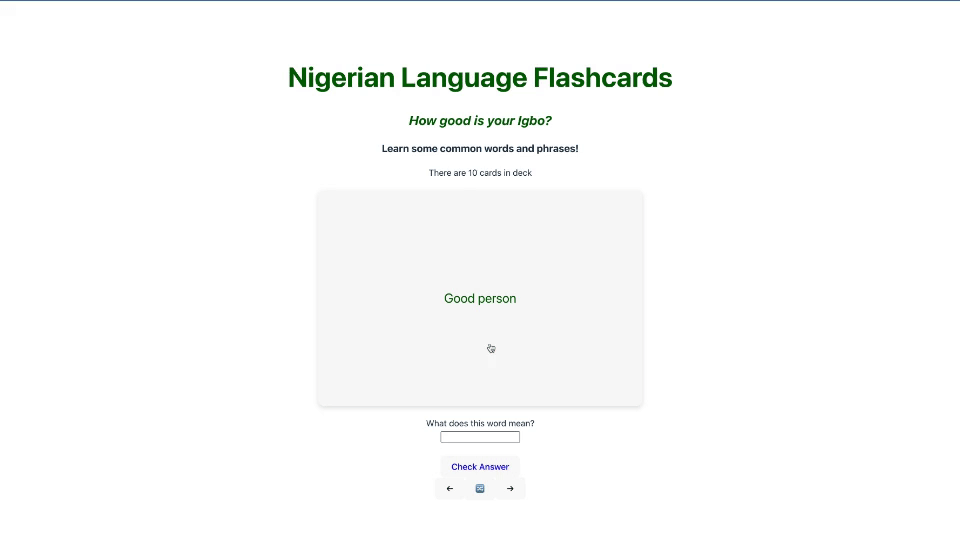 Nigerian Language Flashcards
How good is your Igbo?
Learn some common words and phrases!
There are 10 cards in deck
Good person
What does this word mean?
Check Answer
← 🔀 →